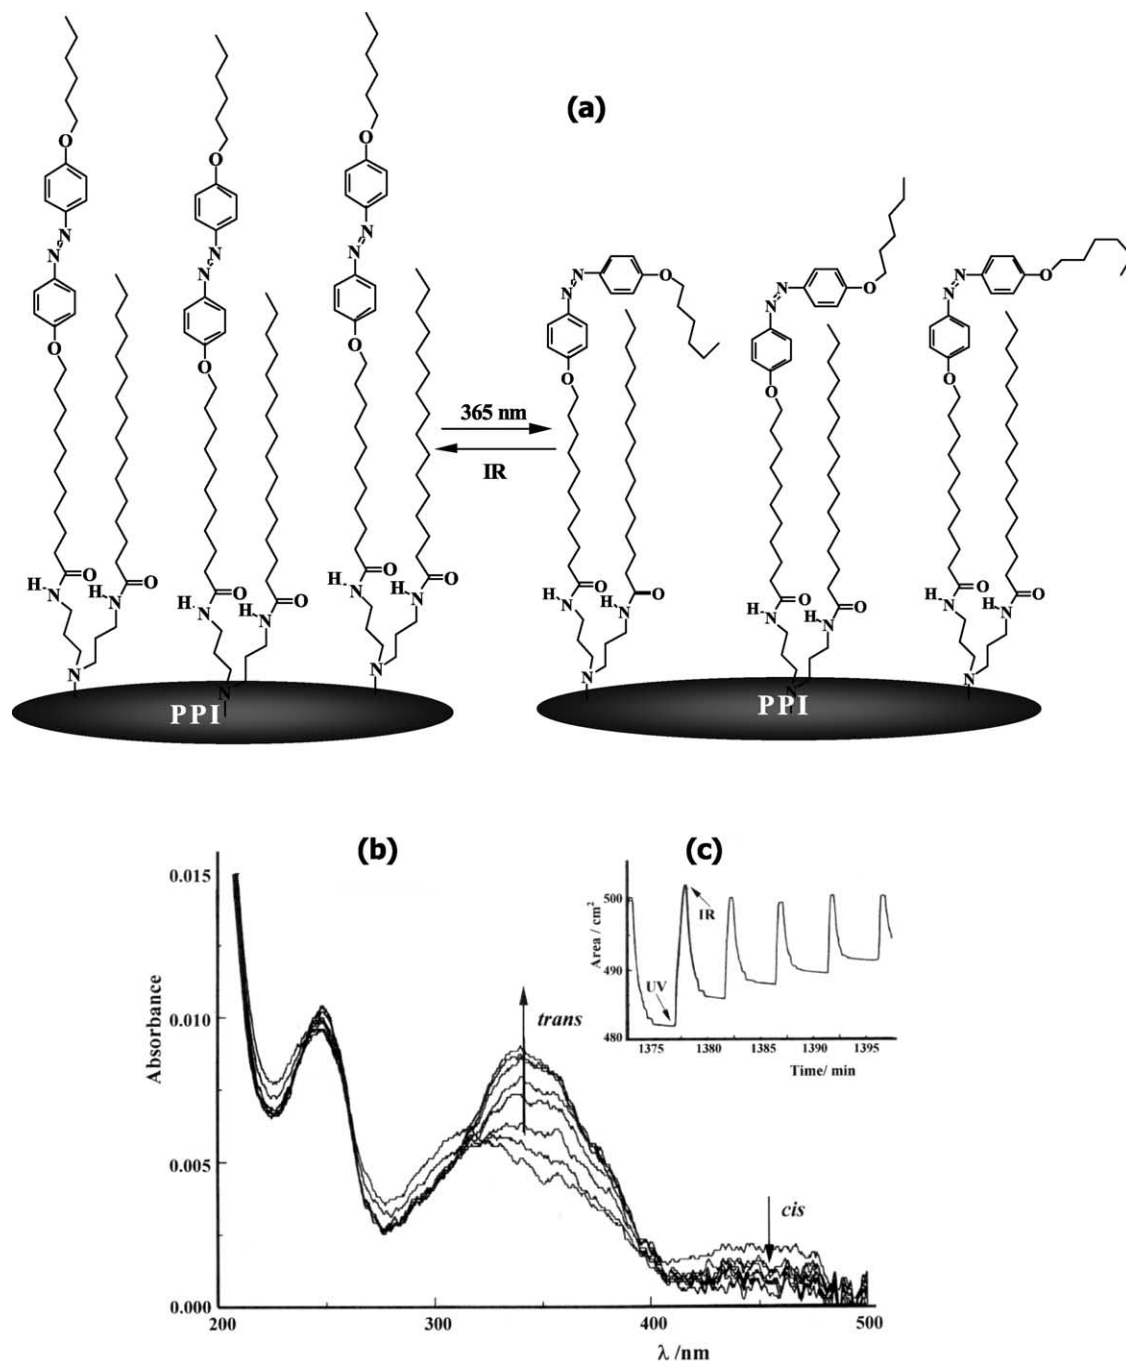 (a)
O
O
O
N
N
N
N
N
N
O
O
O
N
N
N
N
N
N
O
O
O
O
O
O
365 nm
IR
H
N
O
H
N
O
H
N
O
H
N
O
H
N
O
H
N
O
H
N
O
H
N
O
H
N
O
H
N
O
H
N
O
H
N
O
N
N
N
N
N
N
PPI
PPI
(b)
(c)
0.015
0.010
0.005
0.000
Absorbance
trans
cis
200
300
400
500
λ /nm
500
490
480
Area / cm2
IR
UV
1375
1380
1385
1390
1395
Time/ min